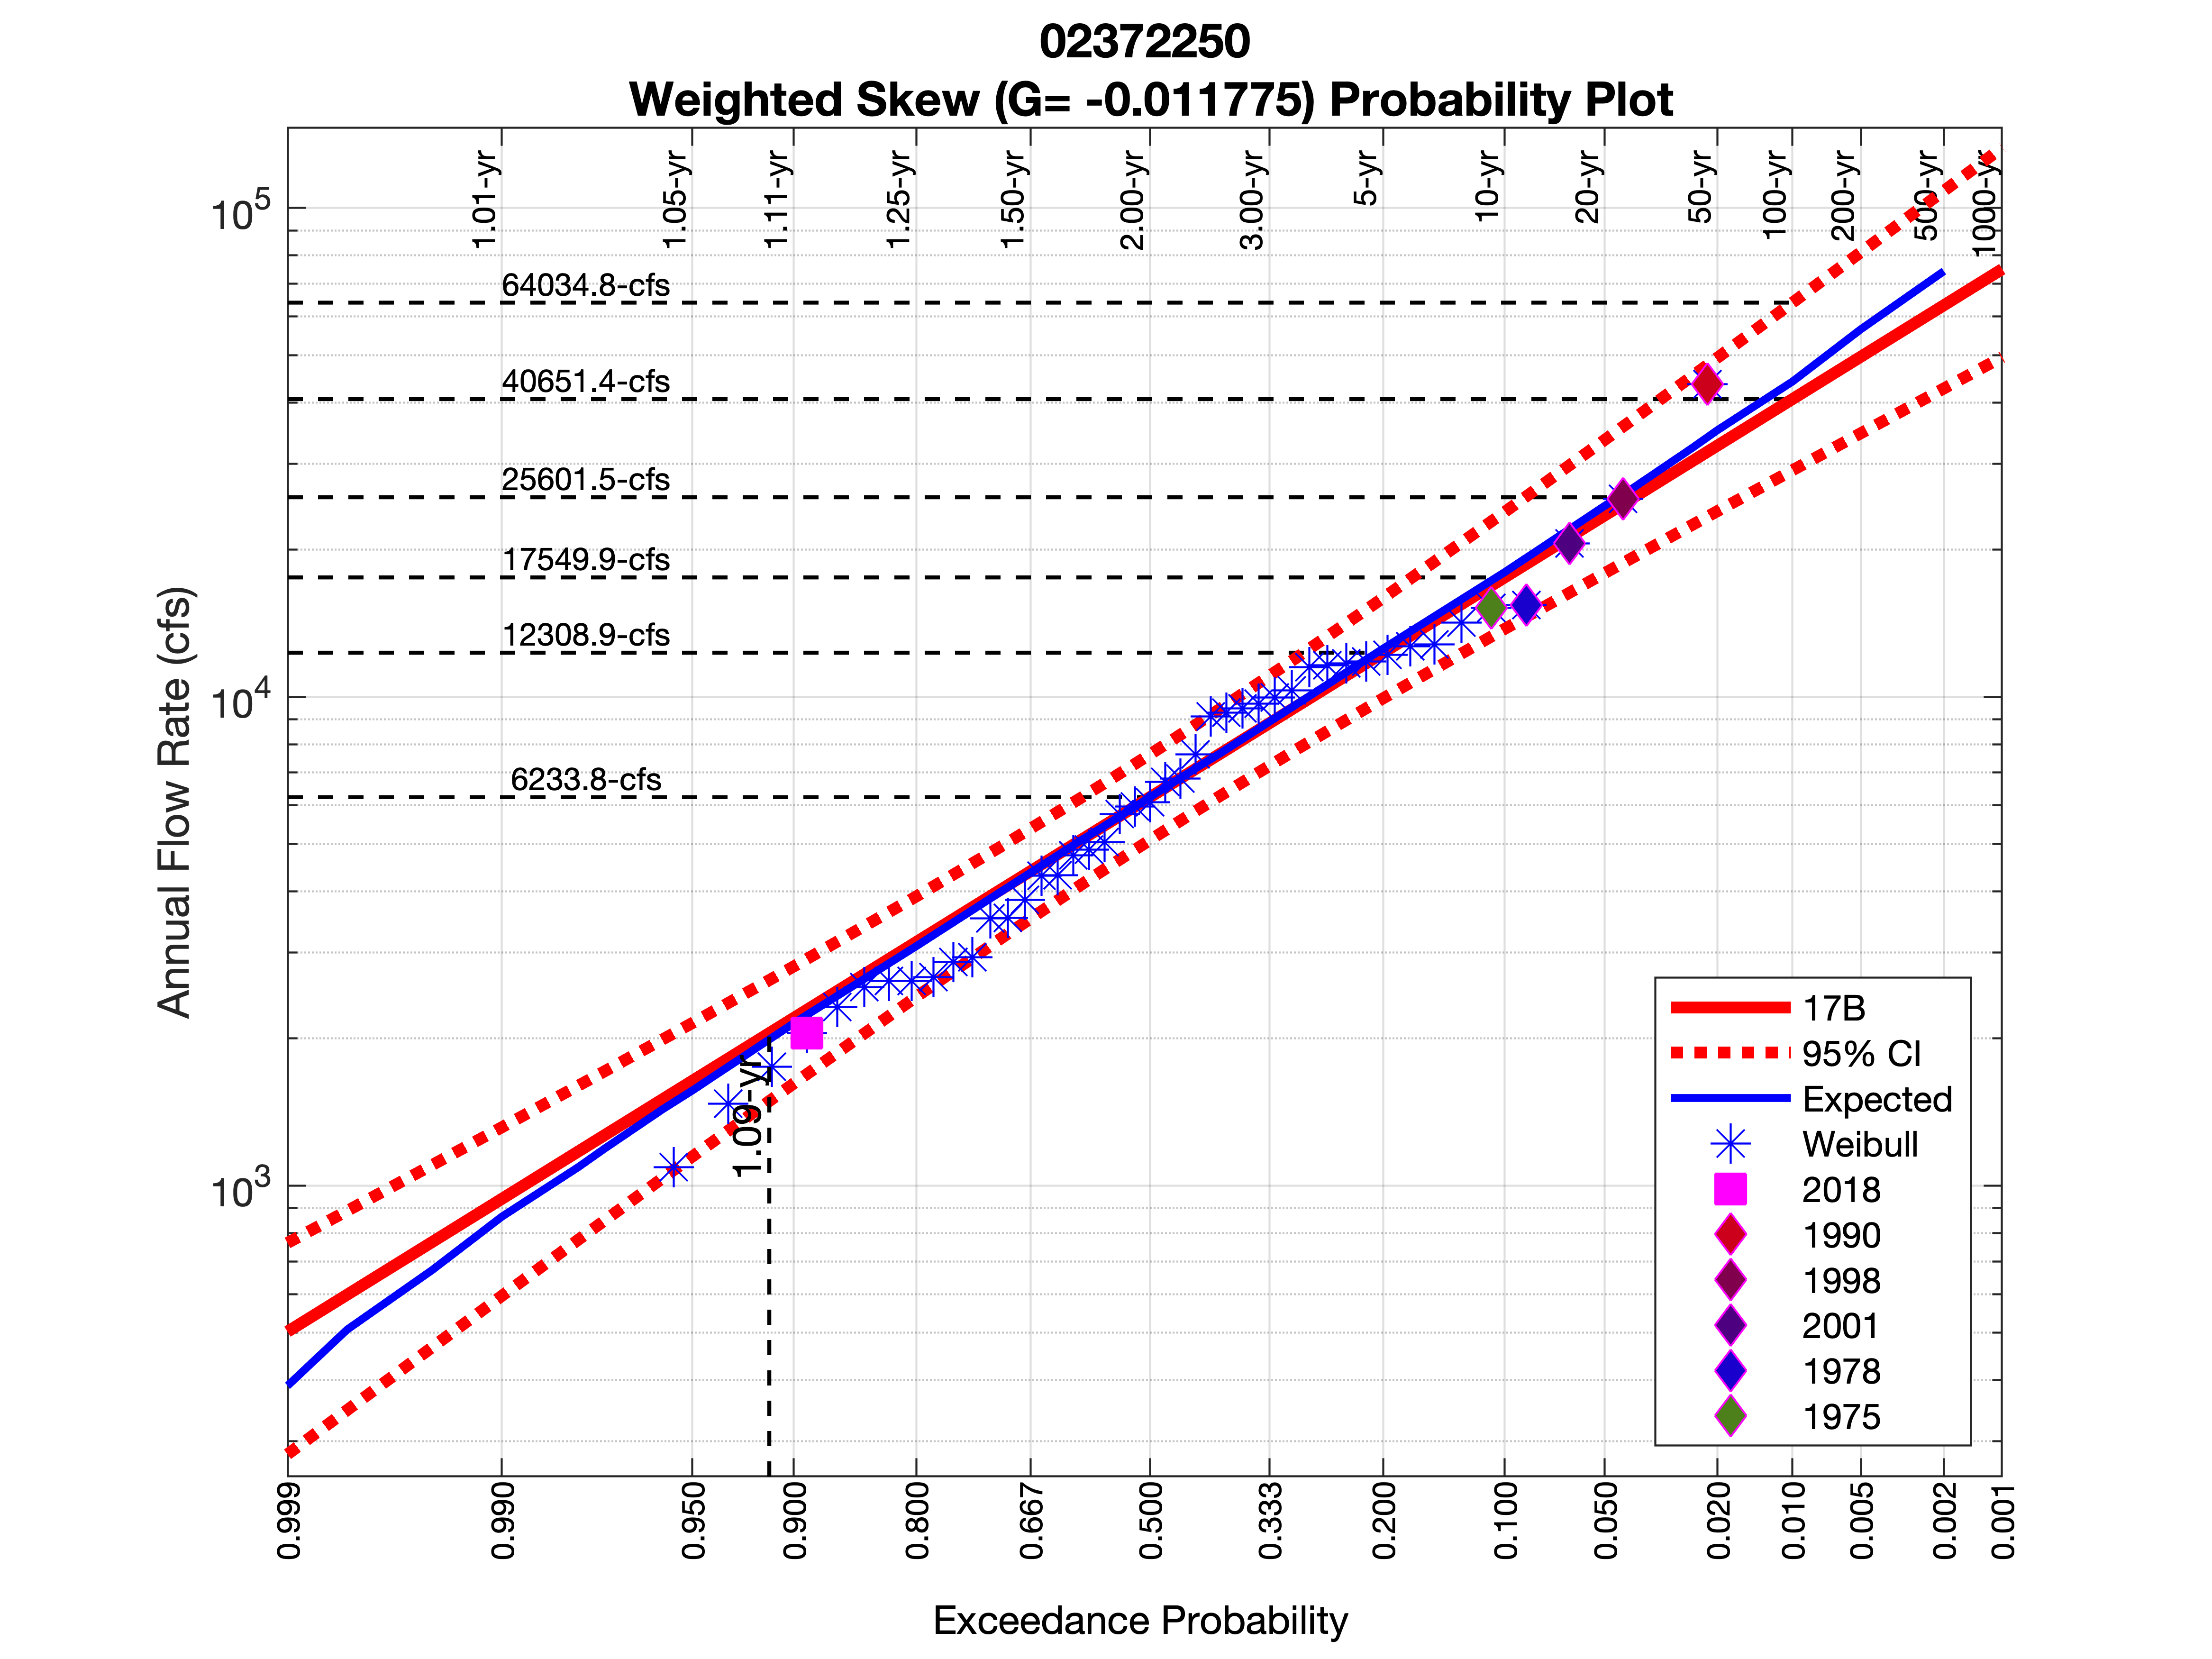 02372250
Weighted Skew (G= -0.011775) Probability Plot
1.01-yr
1.05-yr
1.11-yr
1.25-yr
1.50-yr
2.00-yr
3.00-yr
5-yr
10-yr
20-yr
50-yr
100-yr
200-yr
500-yr
1000-yr
10^5
10^4
10^3
Annual Flow Rate (cfs)
64034.8-cfs
40651.4-cfs
25601.5-cfs
17549.9-cfs
12308.9-cfs
6233.8-cfs
1.09-yr
17B
95% CI
Expected
Weibull
2018
1990
1998
2001
1978
1975
0.999
0.990
0.950
0.900
0.800
0.667
0.500
0.333
0.200
0.100
0.050
0.020
0.010
0.005
0.002
0.001
Exceedance Probability